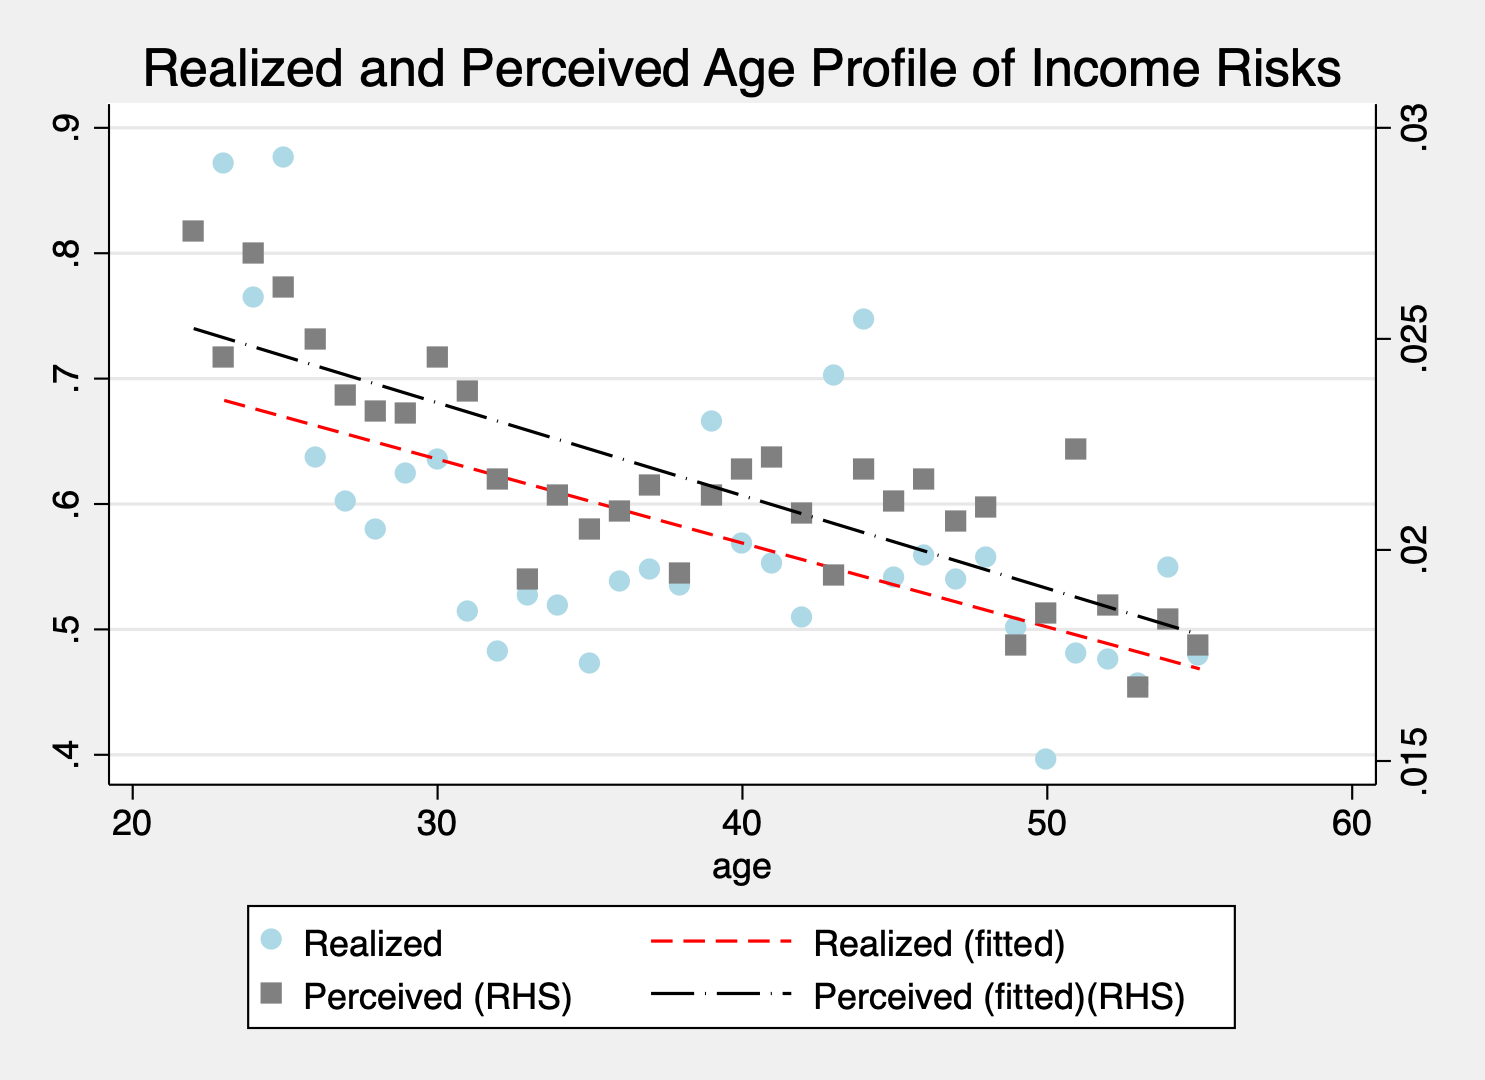 Realized and Perceived Age Profile of Income Risks
.9
.8
.7
.6
.5
.4
.03
.025
.02
.015
20 30 40 50 60
age
Realized Realized (fitted)
Perceived (RHS) Perceived (fitted)(RHS)